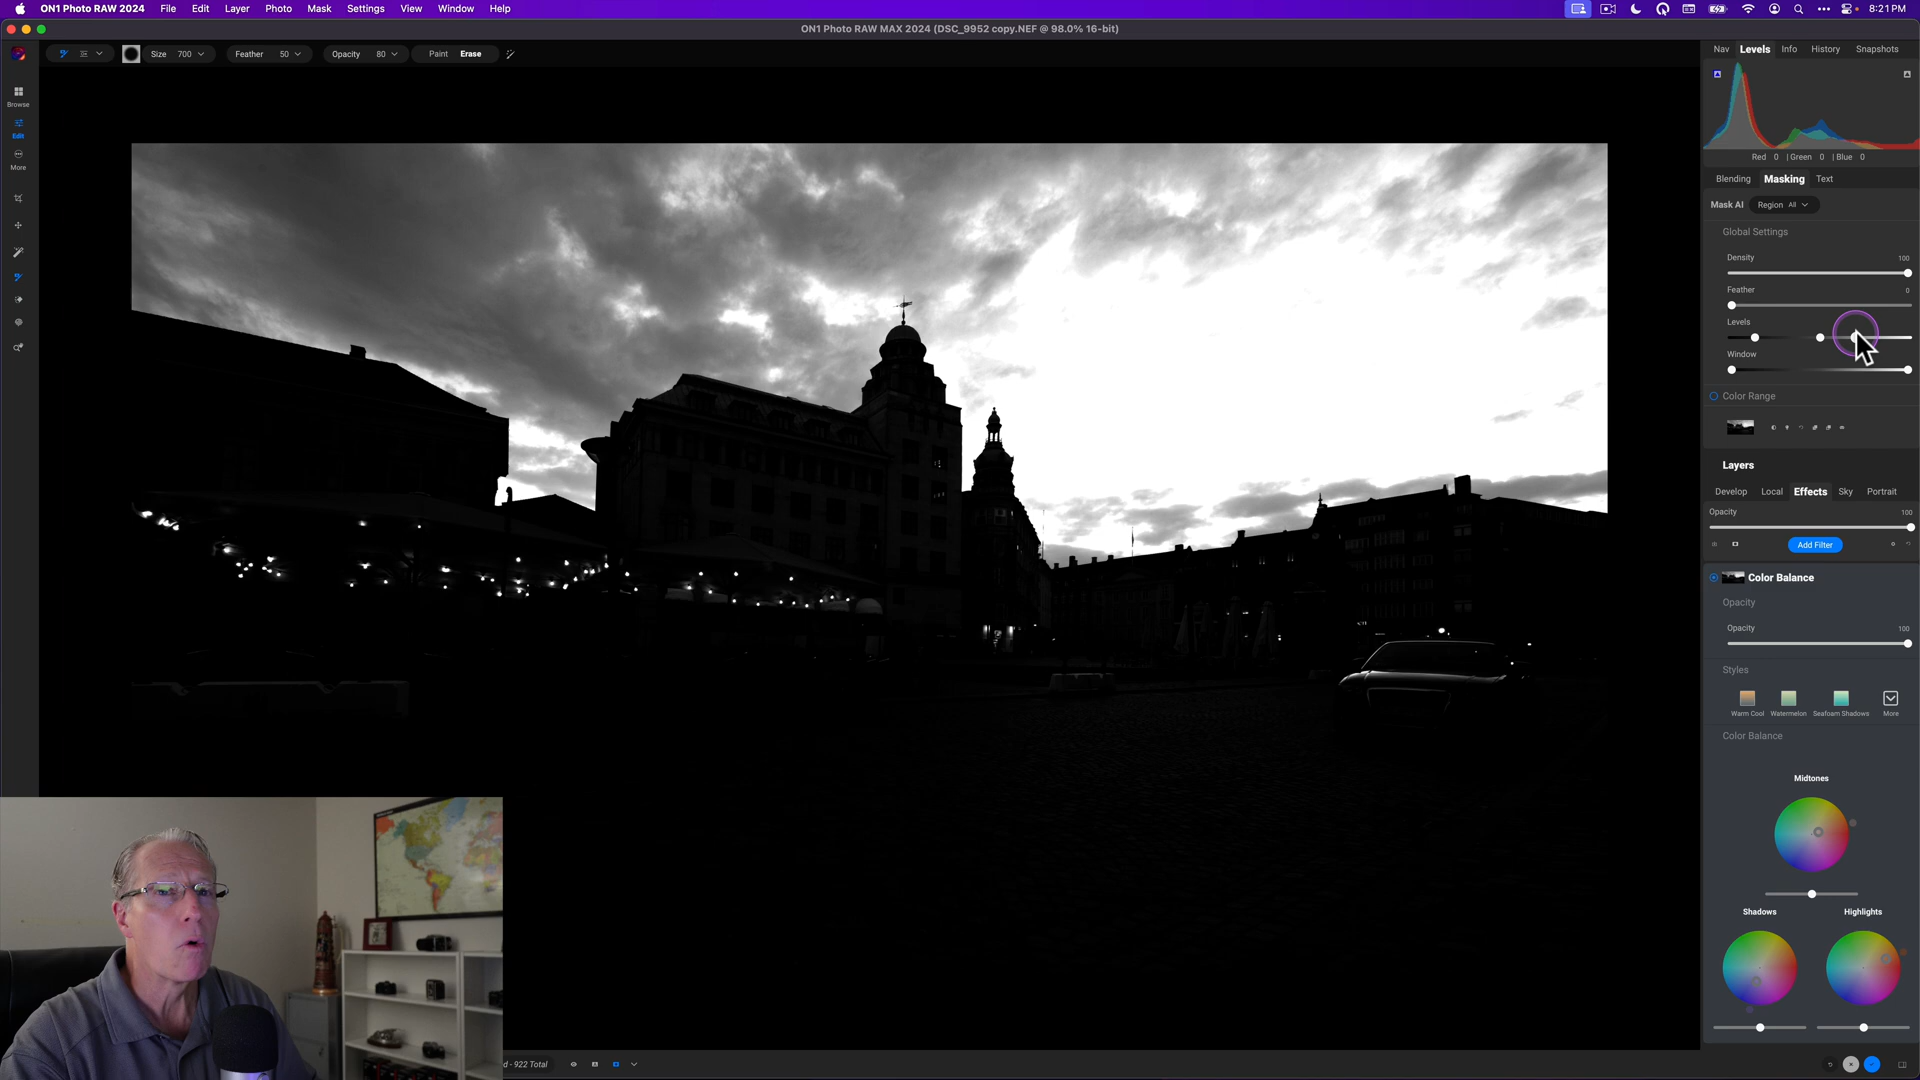 ON1 Photo RAW MAX 2024 File Edit Layer Photo Mask Settings View Window Help 8:21 PM
ON1 Photo RAW MAX 2024 (DSC_9952 copy.NEF @ 98.0% 16-bit)
Size 700 Feather 50 Opacity 80 Paint Erase
Nav Levels Info History Snapshots
Browse
Edit
More
Red 0 | Green 0 | Blue 0
Blending Masking Text
Mask AI Region All
Global Settings
Density 100
Feather 0
Levels
Window
Color Range
Layers
Develop Local Effects Sky Portrait
Opacity 100
Add Filter
Color Balance
Opacity
Opacity 100
Styles
Warm Cool Watermelon Seafoam Shadows More
Color Balance
Midtones
Shadows Highlights
d - 922 Total